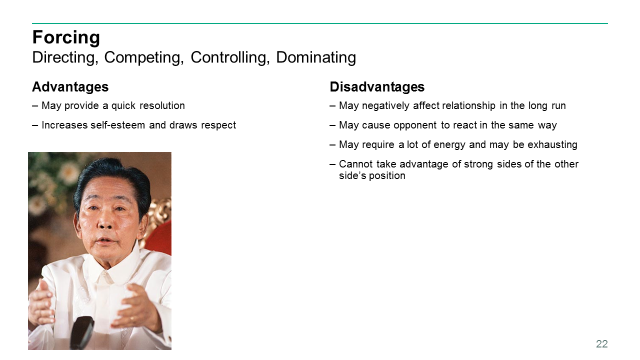 Forcing
Directing, Competing, Controlling, Dominating
Advantages
– May provide a quick resolution
– Increases self-esteem and draws respect
Disadvantages
– May negatively affect relationship in the long run
– May cause opponent to react in the same way
– May require a lot of energy and may be exhausting
– Cannot take advantage of strong sides of the other
side’s position
22